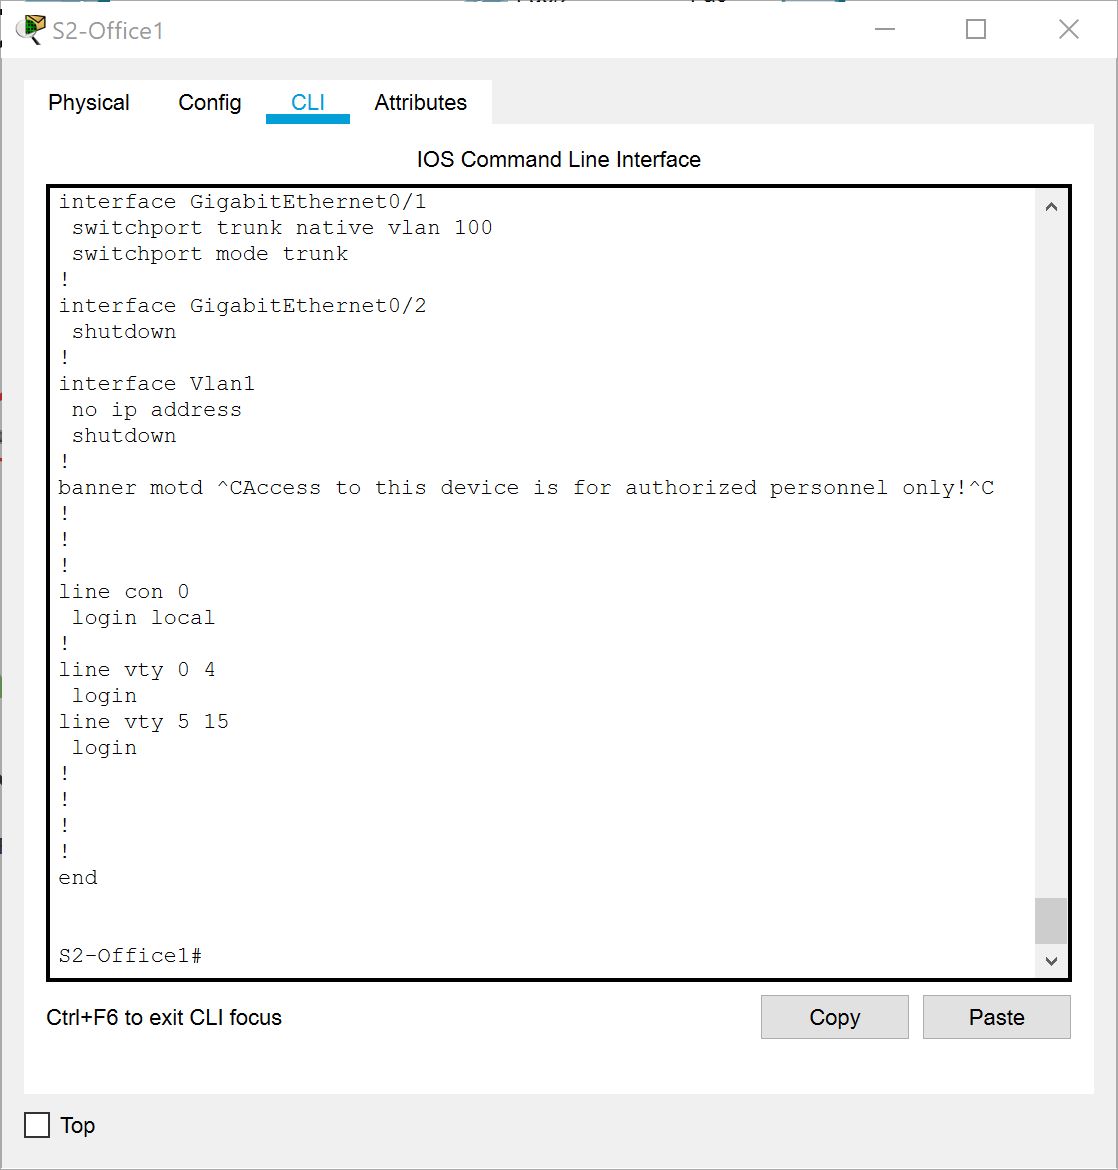 S2-Office1
Physical Config CLI Attributes
IOS Command Line Interface
interface GigabitEthernet0/1
 switchport trunk native vlan 100
 switchport mode trunk
!
interface GigabitEthernet0/2
 shutdown
!
interface Vlan1
 no ip address
 shutdown
!
banner motd ^CAccess to this device is for authorized personnel only!^C
!
!
!
line con 0
 login local
!
line vty 0 4
 login
line vty 5 15
 login
!
!
!
!
end
S2-Office1#
Ctrl+F6 to exit CLI focus
Copy
Paste
Top